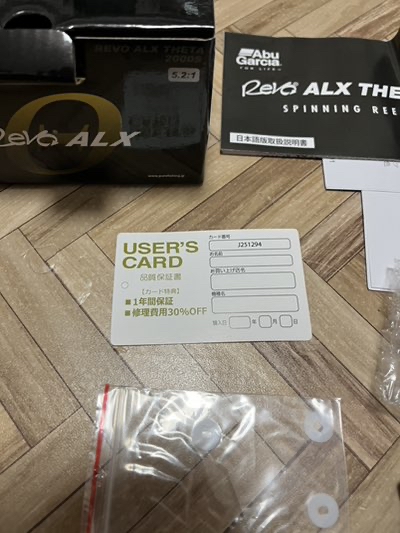 REVO ALX THETA
2000S
5.2:1
Revo ALX
Abu
Garcia
FOR LIFE
Revo ALX THE
SPINNING REE
日本語版取扱説明書
USER'S
CARD
品質保証書
【カード特典】
■1年間保証
■修理費用30%OFF
カード番号
J251294
お名前
お買い上げ店名
機種名
購入日 年 月 日